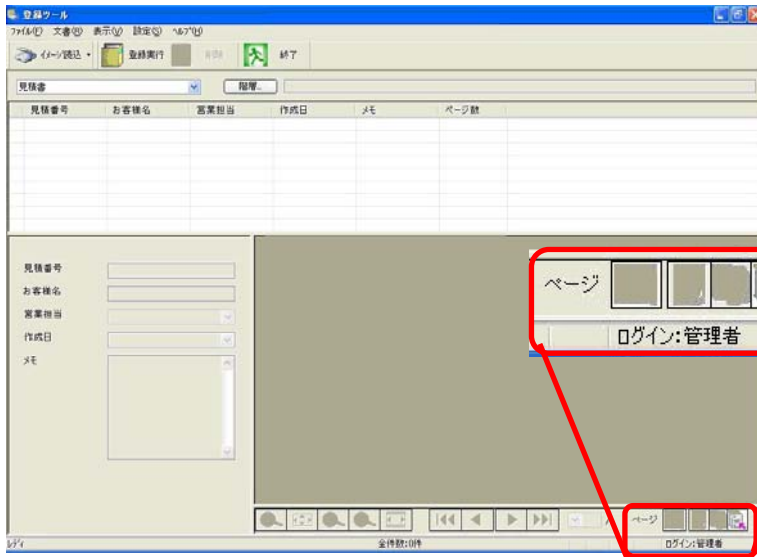 登録ツール
ファイル(F) 文書(D) 表示(V) 設定(S) ヘルプ(H)
イメージ読込 登録実行 削除 終了
見積書 階層...
見積番号 お客様名 営業担当 作成日 メモ ページ数
見積番号
お客様名
営業担当
作成日
メモ
ページ
ログイン:管理者
ページ
レディ 全件数:0件 ログイン:管理者